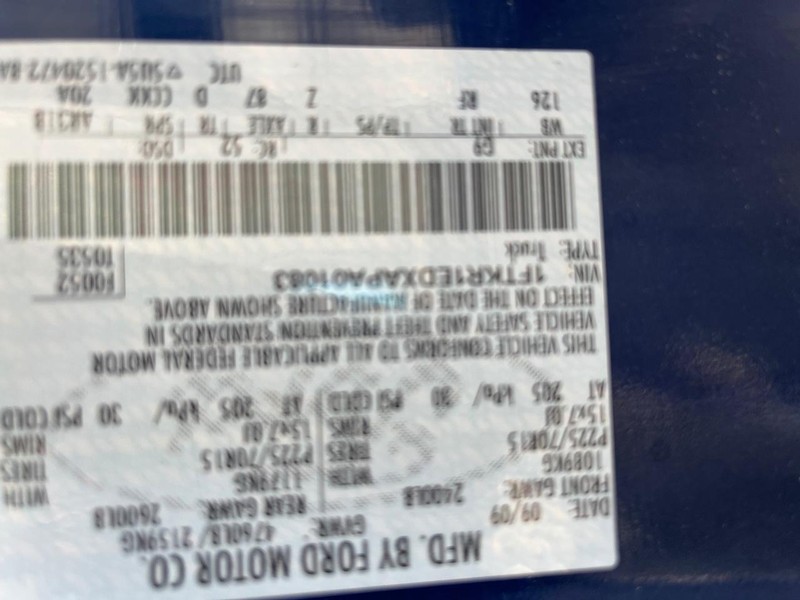 MFD. BY FORD MOTOR CO.
DATE: 09/09 GVWR: 4760LB/ 2159KG
FRONT GAWR: 2400LB REAR GAWR: 2600LB
1089KG WITH 1179KG WITH
P225/70R15 TIRES P225/70R15 TIRES
15x7.0J RIMS 15x7.0J RIMS
AT 205 kPa/ 30 PSI COLD AT 205 kPa/ 30 PSI COLD
THIS VEHICLE CONFORMS TO ALL APPLICABLE FEDERAL MOTOR
VEHICLE SAFETY AND THEFT PREVENTION STANDARDS IN
EFFECT ON THE DATE OF MANUFACTURE SHOWN ABOVE.
VIN: 1FTKR1EDXAPA01083 F0052
TYPE: Truck T0535
EXT PNT: G9 RC: 52 DSO:
WB INT TR TP/PS R AXLE TR SPR AR31B
126 RF Z 87 D CCKK 20A
UTC